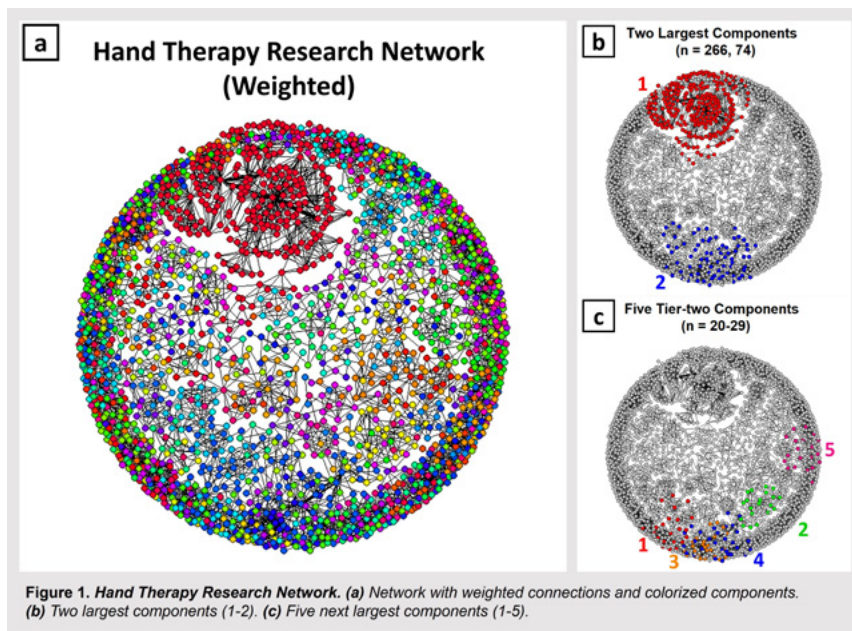 a
Hand Therapy Research Network
(Weighted)
b
Two Largest Components
(n = 266, 74)
1
2
c
Five Tier-two Components
(n = 20-29)
5
2
1
3
4
Figure 1. Hand Therapy Research Network. (a) Network with weighted connections and colorized components.
(b) Two largest components (1-2). (c) Five next largest components (1-5).